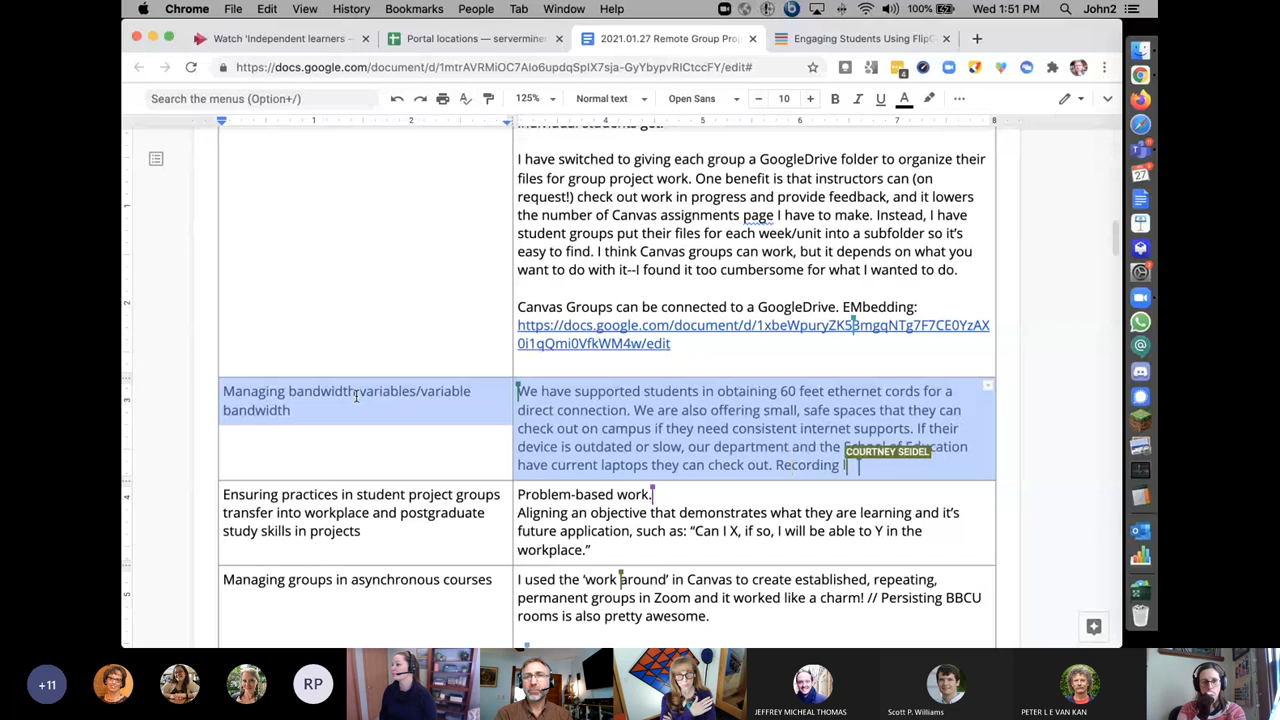 Chrome File Edit View History Bookmarks People Tab Window Help 100% Wed 1:51 PM John2
Watch 'Independent learners – Portal locations — serverminer 2021.01.27 Remote Group Pro Engaging Students Using FlipG
https://docs.google.com/document/ rAVRMiOC7AIo6updqSpIX7sja-GyYbypvRICtccFY/edit#
4
Search the menus (Option+/) 125% Normal text Open Sans 10 B I U A
1 2 4 5 6 7 8
I have switched to giving each group a GoogleDrive folder to organize their
files for group project work. One benefit is that instructors can (on
request!) check out work in progress and provide feedback, and it lowers
the number of Canvas assignments page I have to make. Instead, I have
student groups put their files for each week/unit into a subfolder so it's
easy to find. I think Canvas groups can work, but it depends on what you
want to do with it--I found it too cumbersome for what I wanted to do.
Canvas Groups can be connected to a GoogleDrive. EMbedding:
https://docs.google.com/document/d/1xbeWpuryZK53mgqNTg7F7CE0YzAX
0i1qQmi0VfkWM4w/edit
Managing bandwidth variables/variable
bandwidth
We have supported students in obtaining 60 feet ethernet cords for a
direct connection. We are also offering small, safe spaces that they can
check out on campus if they need consistent internet supports. If their
device is outdated or slow, our department and the School of Education
COURTNEY SEIDEL
have current laptops they can check out. Recording l
Ensuring practices in student project groups
transfer into workplace and postgraduate
study skills in projects
Problem-based work.
Aligning an objective that demonstrates what they are learning and it's
future application, such as: “Can I X, if so, I will be able to Y in the
workplace.”
Managing groups in asynchronous courses
I used the ‘work around’ in Canvas to create established, repeating,
permanent groups in Zoom and it worked like a charm! // Persisting BBCU
rooms is also pretty awesome.
+11 RP JEFFREY MICHEAL THOMAS Scott P. Williams PETER L E VAN KAN